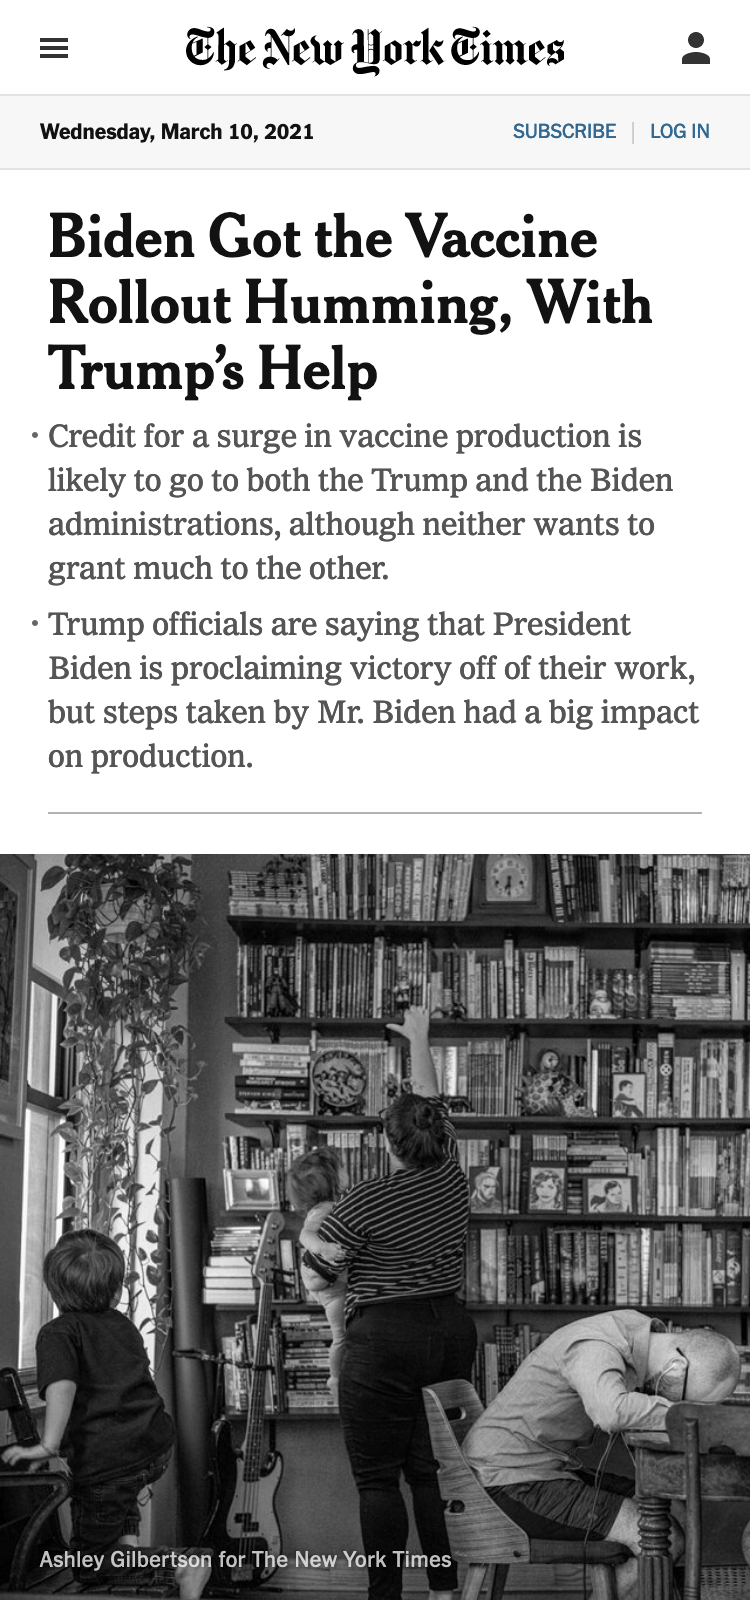 The New York Times
Wednesday, March 10, 2021
SUBSCRIBE | LOG IN
Biden Got the Vaccine
Rollout Humming, With
Trump’s Help
• Credit for a surge in vaccine production is
likely to go to both the Trump and the Biden
administrations, although neither wants to
grant much to the other.
• Trump officials are saying that President
Biden is proclaiming victory off of their work,
but steps taken by Mr. Biden had a big impact
on production.
Ashley Gilbertson for The New York Times